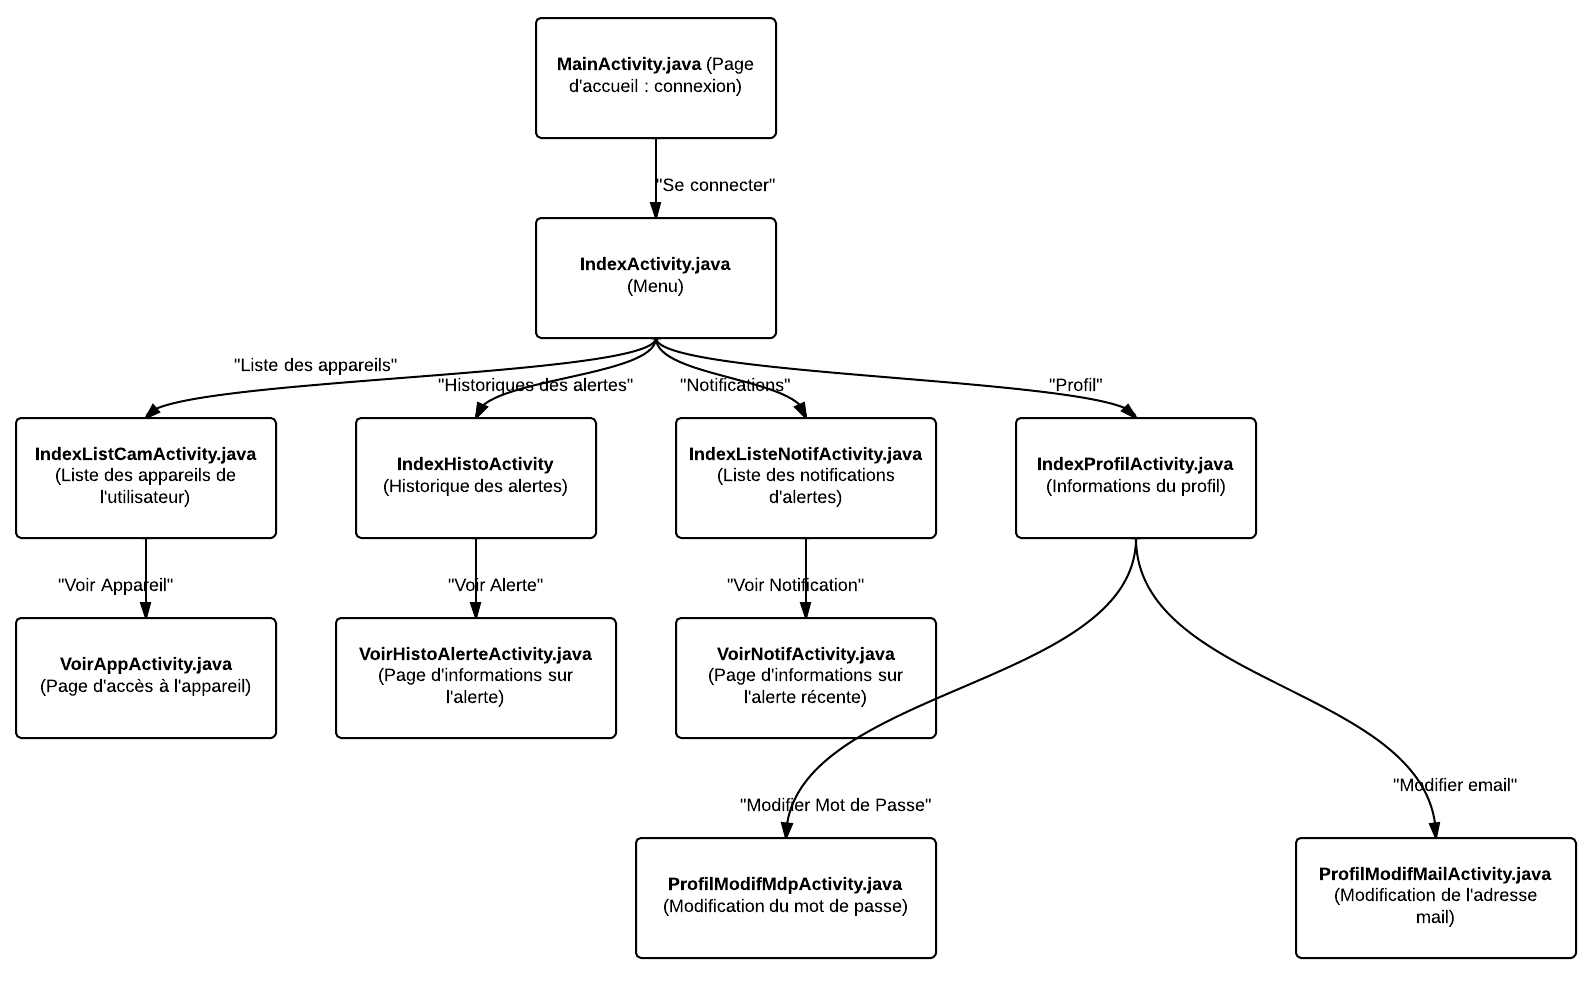 MainActivity.java (Page
d'accueil : connexion)
"Se connecter"
IndexActivity.java
(Menu)
"Liste des appareils"
"Historiques des alertes"
"Notifications"
"Profil"
IndexListCamActivity.java
(Liste des appareils de
l'utilisateur)
IndexHistoActivity
(Historique des alertes)
IndexListeNotifActivity.java
(Liste des notifications
d'alertes)
IndexProfilActivity.java
(Informations du profil)
"Voir Appareil"
"Voir Alerte"
"Voir Notification"
VoirAppActivity.java
(Page d'accès à l'appareil)
VoirHistoAlerteActivity.java
(Page d'informations sur
l'alerte)
VoirNotifActivity.java
(Page d'informations sur
l'alerte récente)
"Modifier Mot de Passe"
"Modifier email"
ProfilModifMdpActivity.java
(Modification du mot de passe)
ProfilModifMailActivity.java
(Modification de l'adresse
mail)